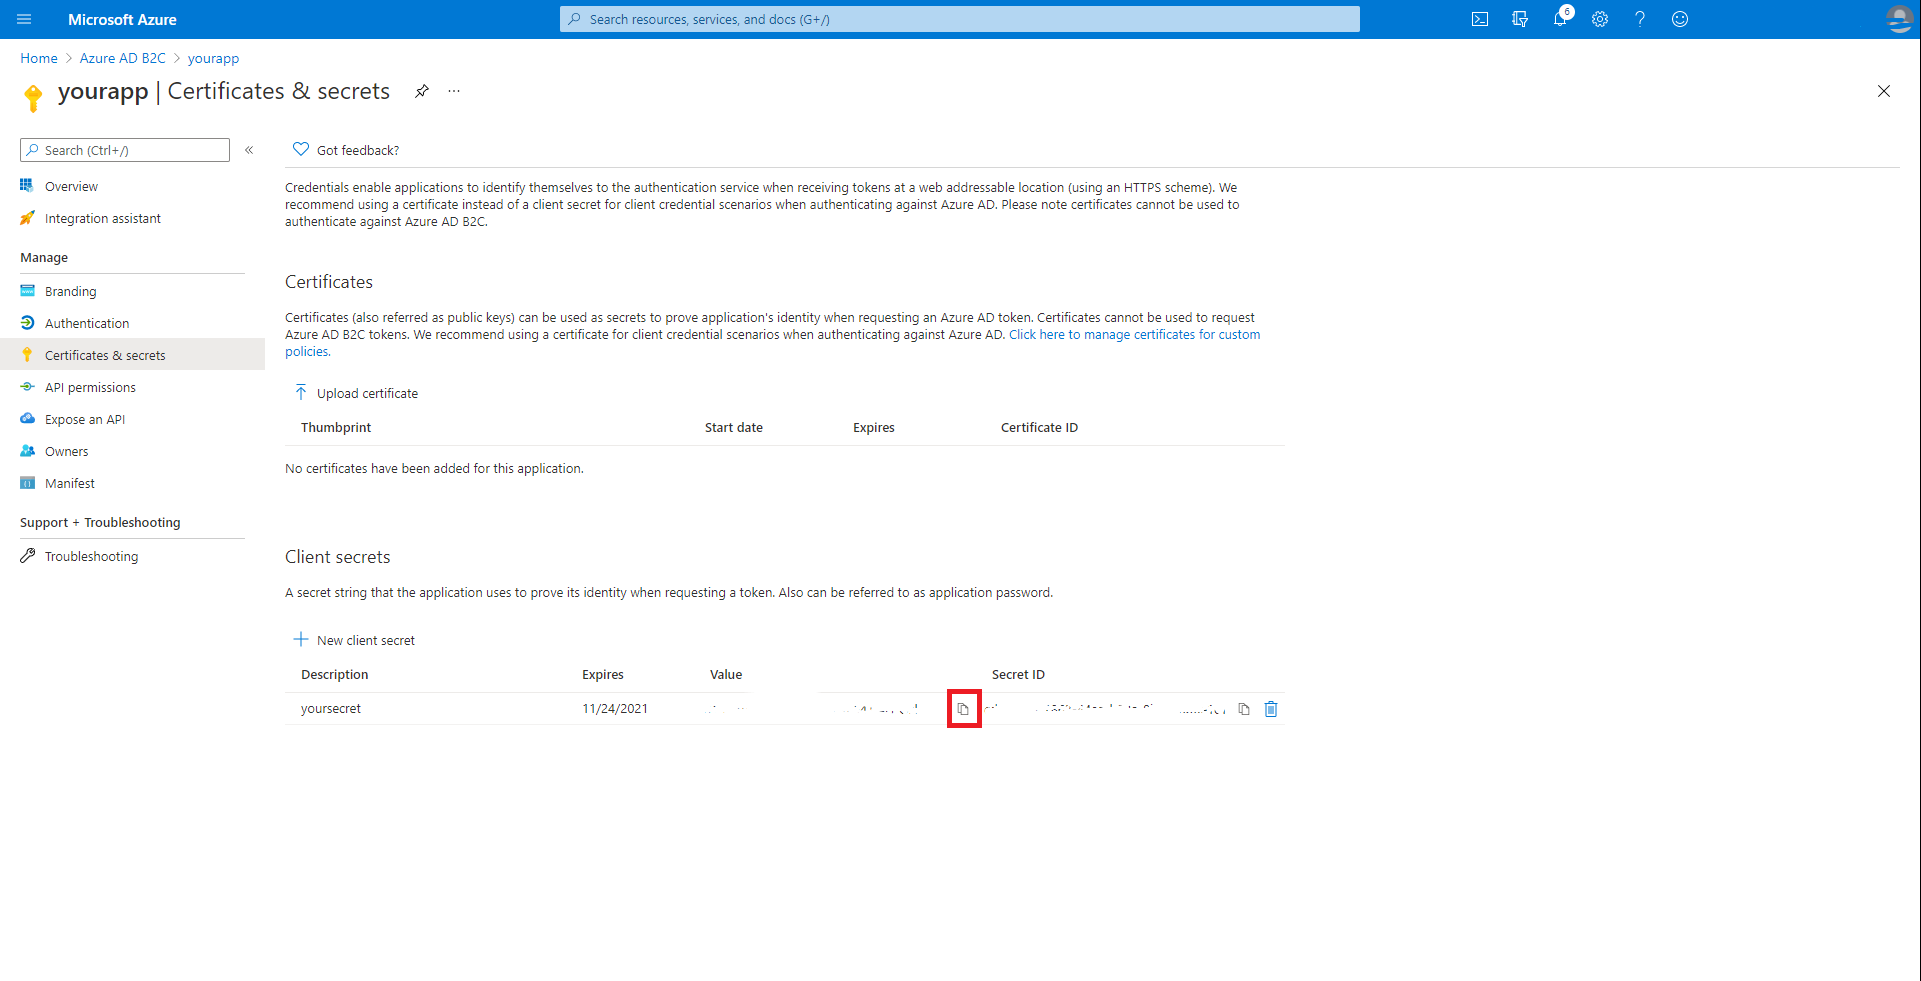 Microsoft Azure
Search resources, services, and docs (G+/)
6
Home > Azure AD B2C > yourapp
yourapp | Certificates & secrets
Search (Ctrl+/)
Got feedback?
Overview
Integration assistant
Manage
Branding
Authentication
Certificates & secrets
API permissions
Expose an API
Owners
Manifest
Support + Troubleshooting
Troubleshooting
Credentials enable applications to identify themselves to the authentication service when receiving tokens at a web addressable location (using an HTTPS scheme). We
recommend using a certificate instead of a client secret for client credential scenarios when authenticating against Azure AD. Please note certificates cannot be used to
authenticate against Azure AD B2C.
Certificates
Certificates (also referred as public keys) can be used as secrets to prove application's identity when requesting an Azure AD token. Certificates cannot be used to request
Azure AD B2C tokens. We recommend using a certificate for client credential scenarios when authenticating against Azure AD. Click here to manage certificates for custom
policies.
Upload certificate
Thumbprint Start date Expires Certificate ID
No certificates have been added for this application.
Client secrets
A secret string that the application uses to prove its identity when requesting a token. Also can be referred to as application password.
New client secret
Description Expires Value Secret ID
yoursecret 11/24/2021